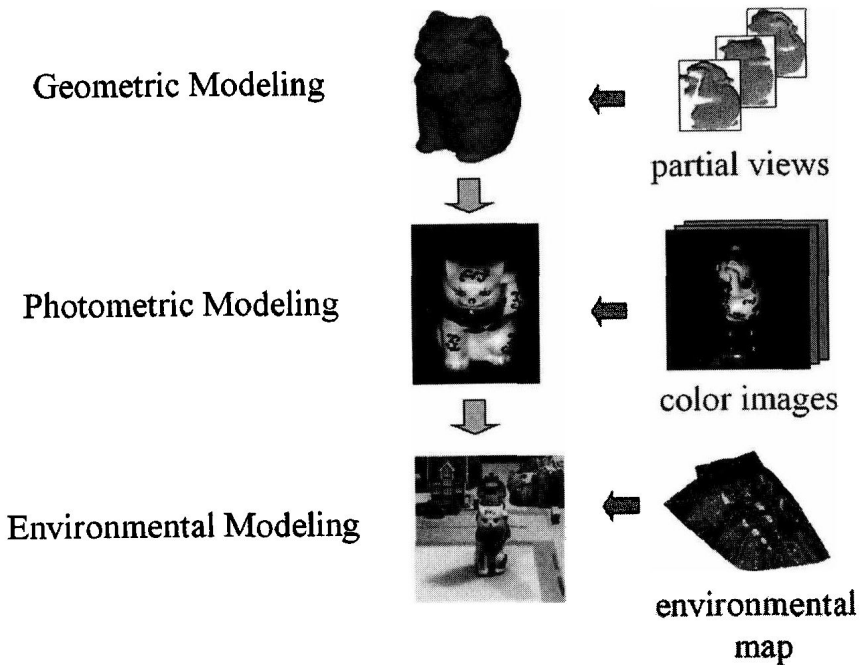 Geometric Modeling
partial views
Photometric Modeling
color images
Environmental Modeling
environmental
map